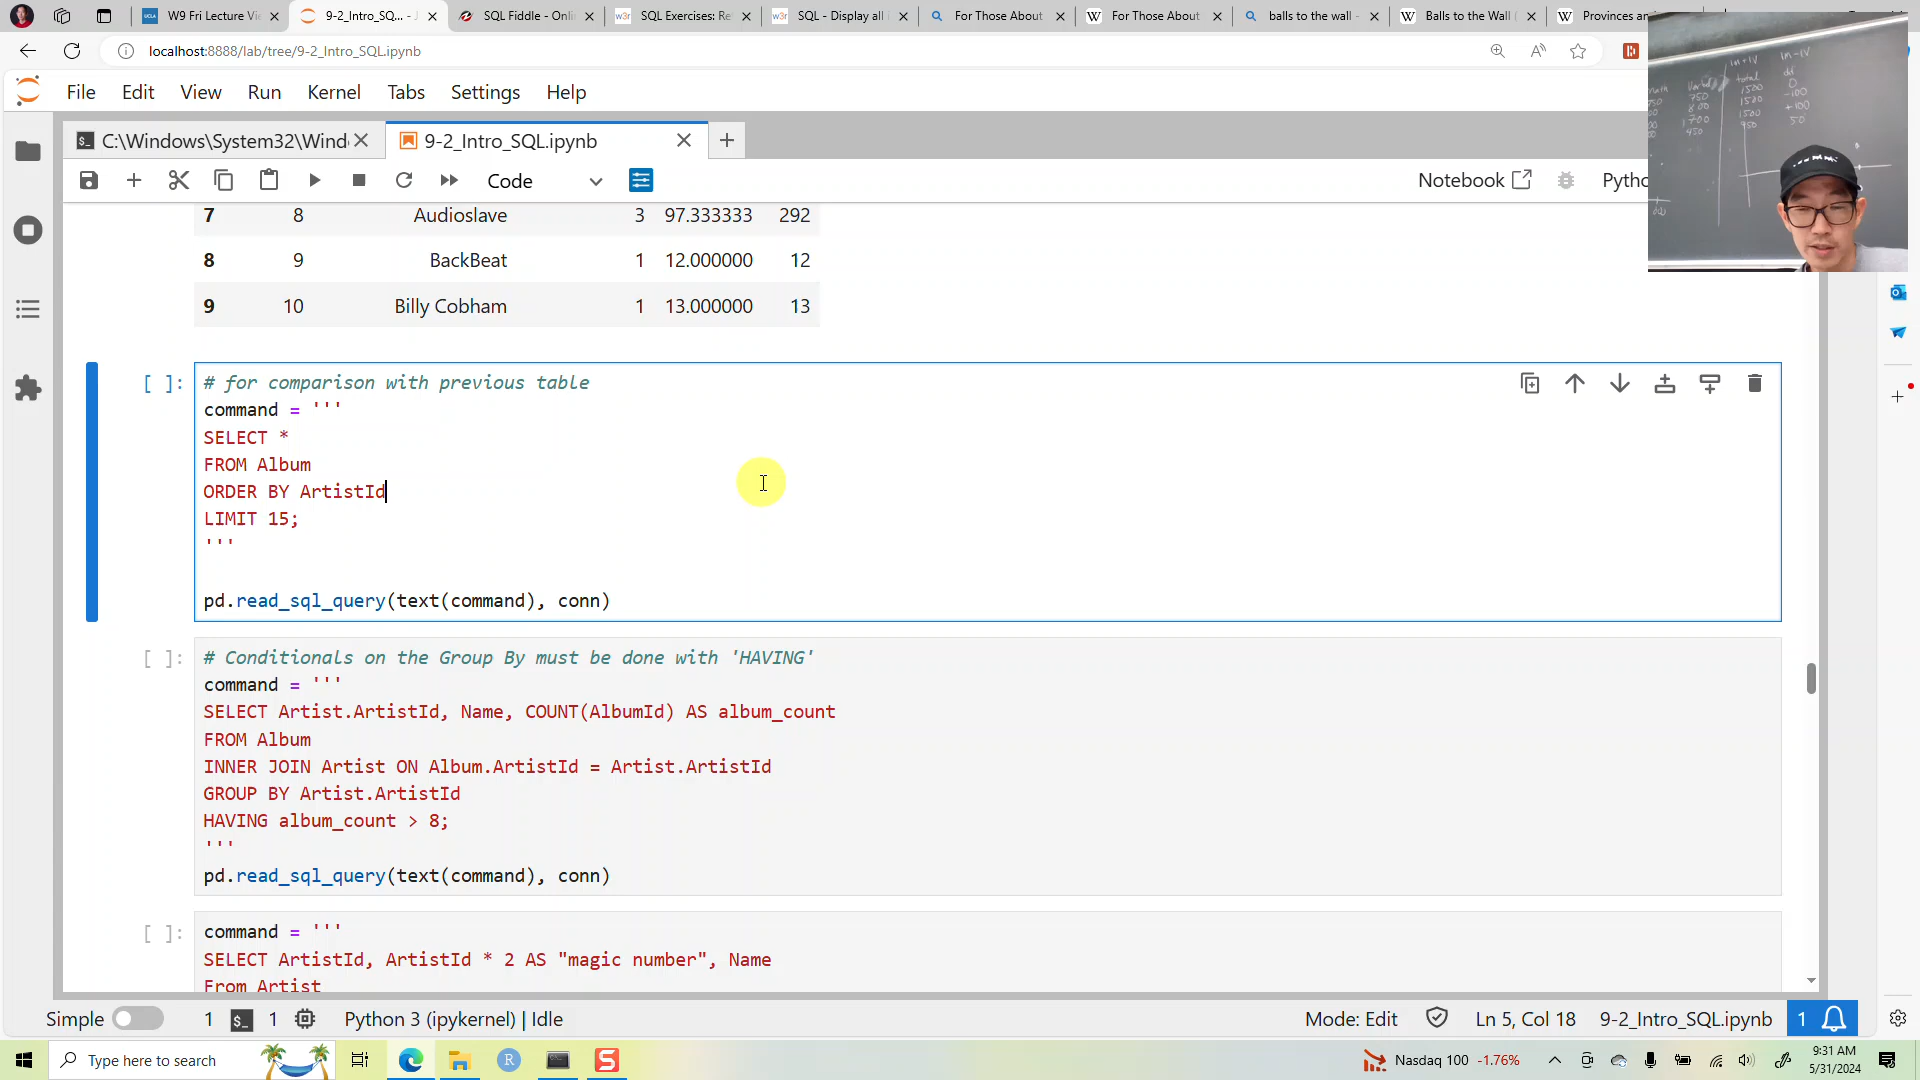 W9 Fri Lecture Vi
9-2_Intro_SQ... - J
SQL Fiddle - Onli
SQL Exercises: Re
SQL - Display all
For Those About
For Those About
balls to the wall -
Balls to the Wall (
Provinces an
localhost:8888/lab/tree/9-2_Intro_SQL.ipynb
File Edit View Run Kernel Tabs Settings Help
C:\Windows\System32\Wind
9-2_Intro_SQL.ipynb
Code
Notebook
Pytho
7 8 Audioslave 3 97.333333 292
8 9 BackBeat 1 12.000000 12
9 10 Billy Cobham 1 13.000000 13
[ ]: # for comparison with previous table
command = '''
SELECT *
FROM Album
ORDER BY ArtistId
LIMIT 15;
'''
pd.read_sql_query(text(command), conn)
[ ]: # Conditionals on the Group By must be done with 'HAVING'
command = '''
SELECT Artist.ArtistId, Name, COUNT(AlbumId) AS album_count
FROM Album
INNER JOIN Artist ON Album.ArtistId = Artist.ArtistId
GROUP BY Artist.ArtistId
HAVING album_count > 8;
'''
pd.read_sql_query(text(command), conn)
[ ]: command = '''
SELECT ArtistId, ArtistId * 2 AS "magic number", Name
From Artist
Simple 1 1 Python 3 (ipykernel) | Idle
Mode: Edit Ln 5, Col 18 9-2_Intro_SQL.ipynb 1
Type here to search
Nasdaq 100 -1.76%
9:31 AM
5/31/2024